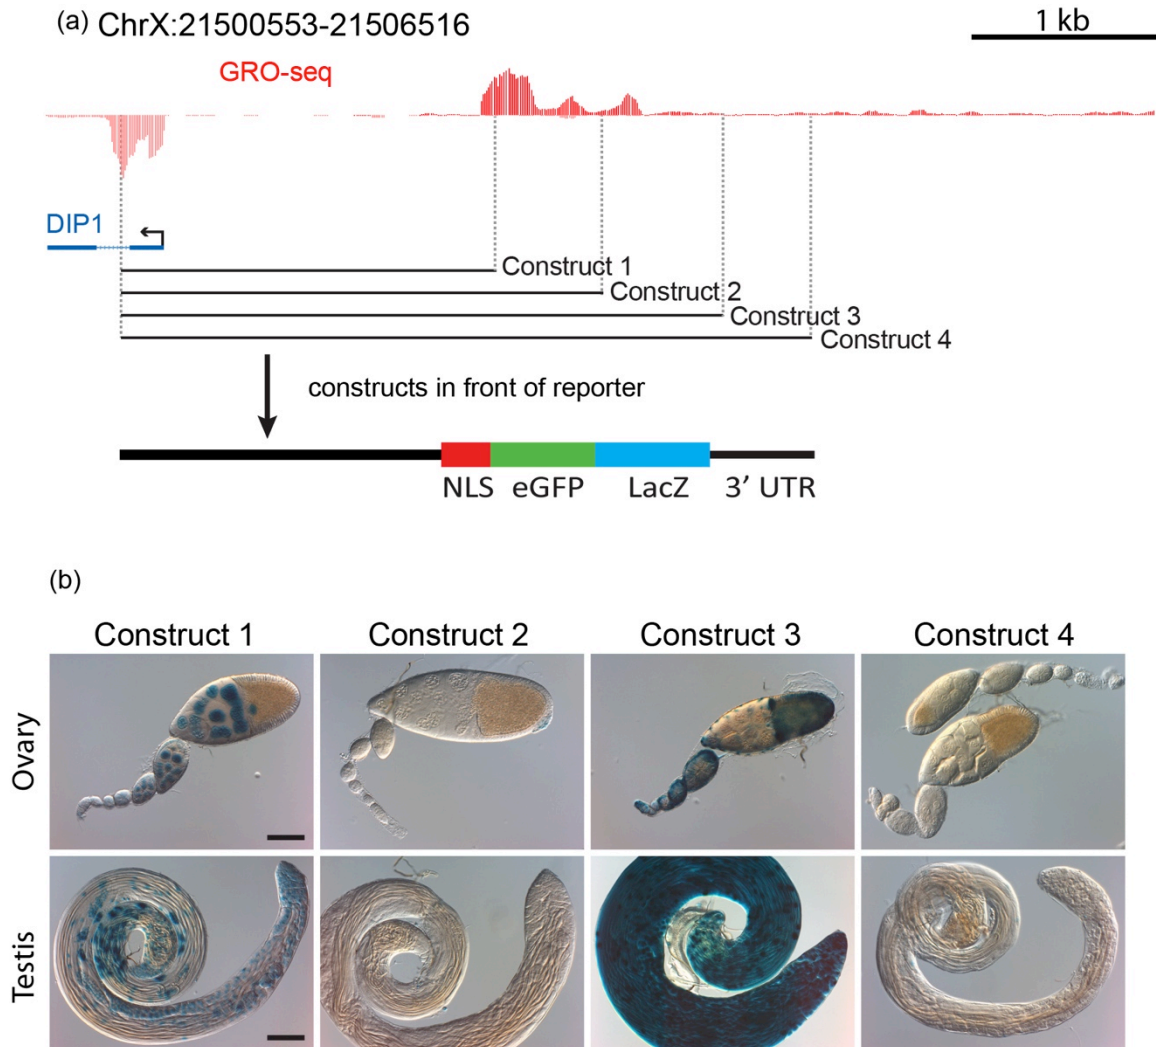 (a) ChrX:21500553-21506516
1 kb
GRO-seq
DIP1
Construct 1
Construct 2
Construct 3
Construct 4
constructs in front of reporter
NLS eGFP LacZ 3' UTR
(b)
Construct 1 Construct 2 Construct 3 Construct 4
Ovary
Testis